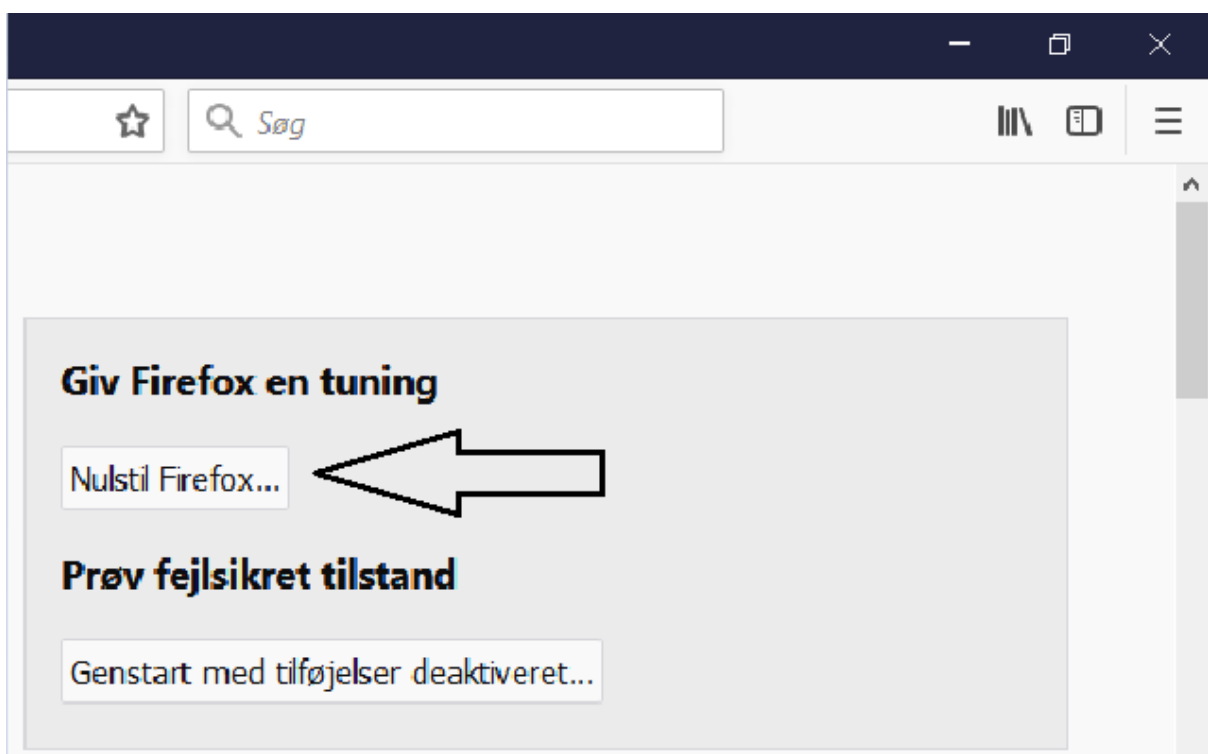 Søg
Giv Firefox en tuning
Nulstil Firefox...
Prøv fejlsikret tilstand
Genstart med tilføjelser deaktiveret...